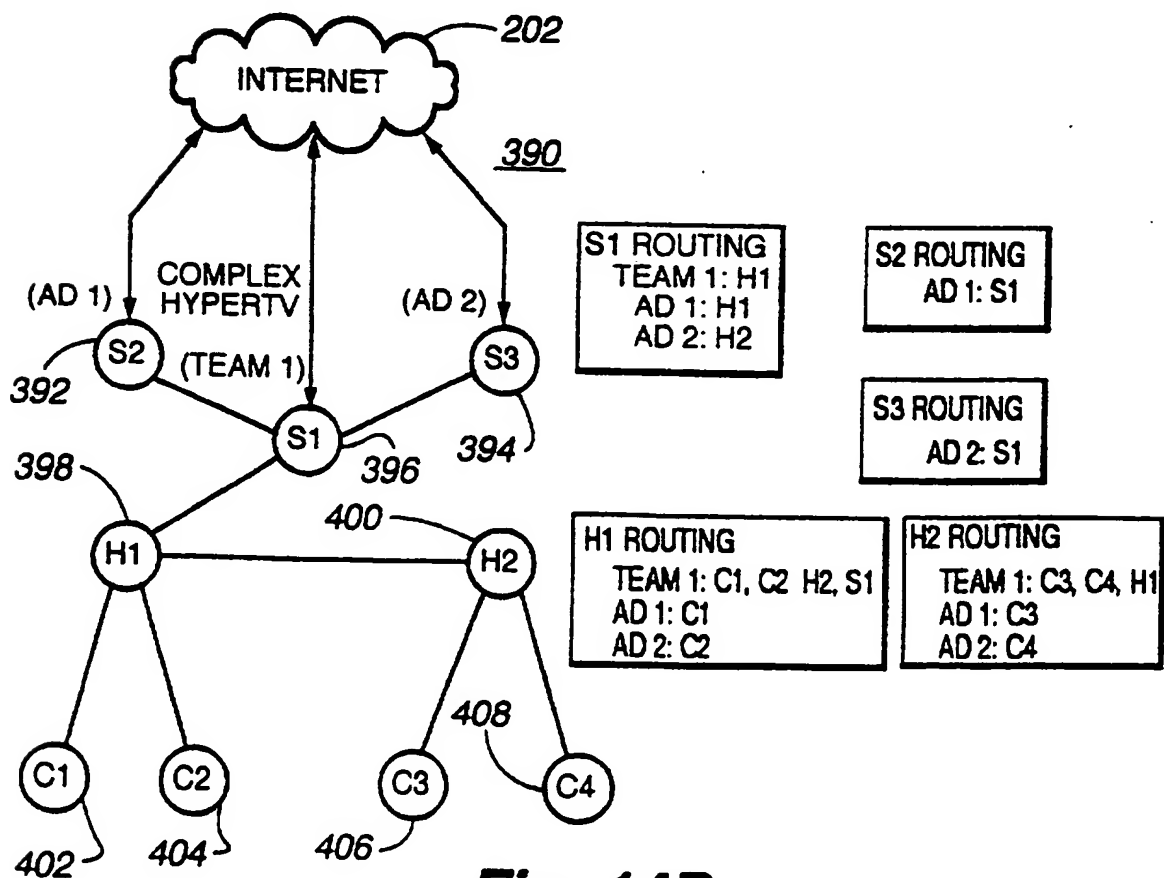 202
INTERNET
390
(AD 1)
COMPLEX
HYPERTV
(AD 2)
(TEAM 1)
S2
S3
392
S1
394
396
398
400
H1
H2
C1
C2
C3
C4
408
402
404
406
S1 ROUTING
TEAM 1: H1
AD 1: H1
AD 2: H2
S2 ROUTING
AD 1: S1
S3 ROUTING
AD 2: S1
H1 ROUTING
TEAM 1: C1, C2 H2, S1
AD 1: C1
AD 2: C2
H2 ROUTING
TEAM 1: C3, C4, H1
AD 1: C3
AD 2: C4